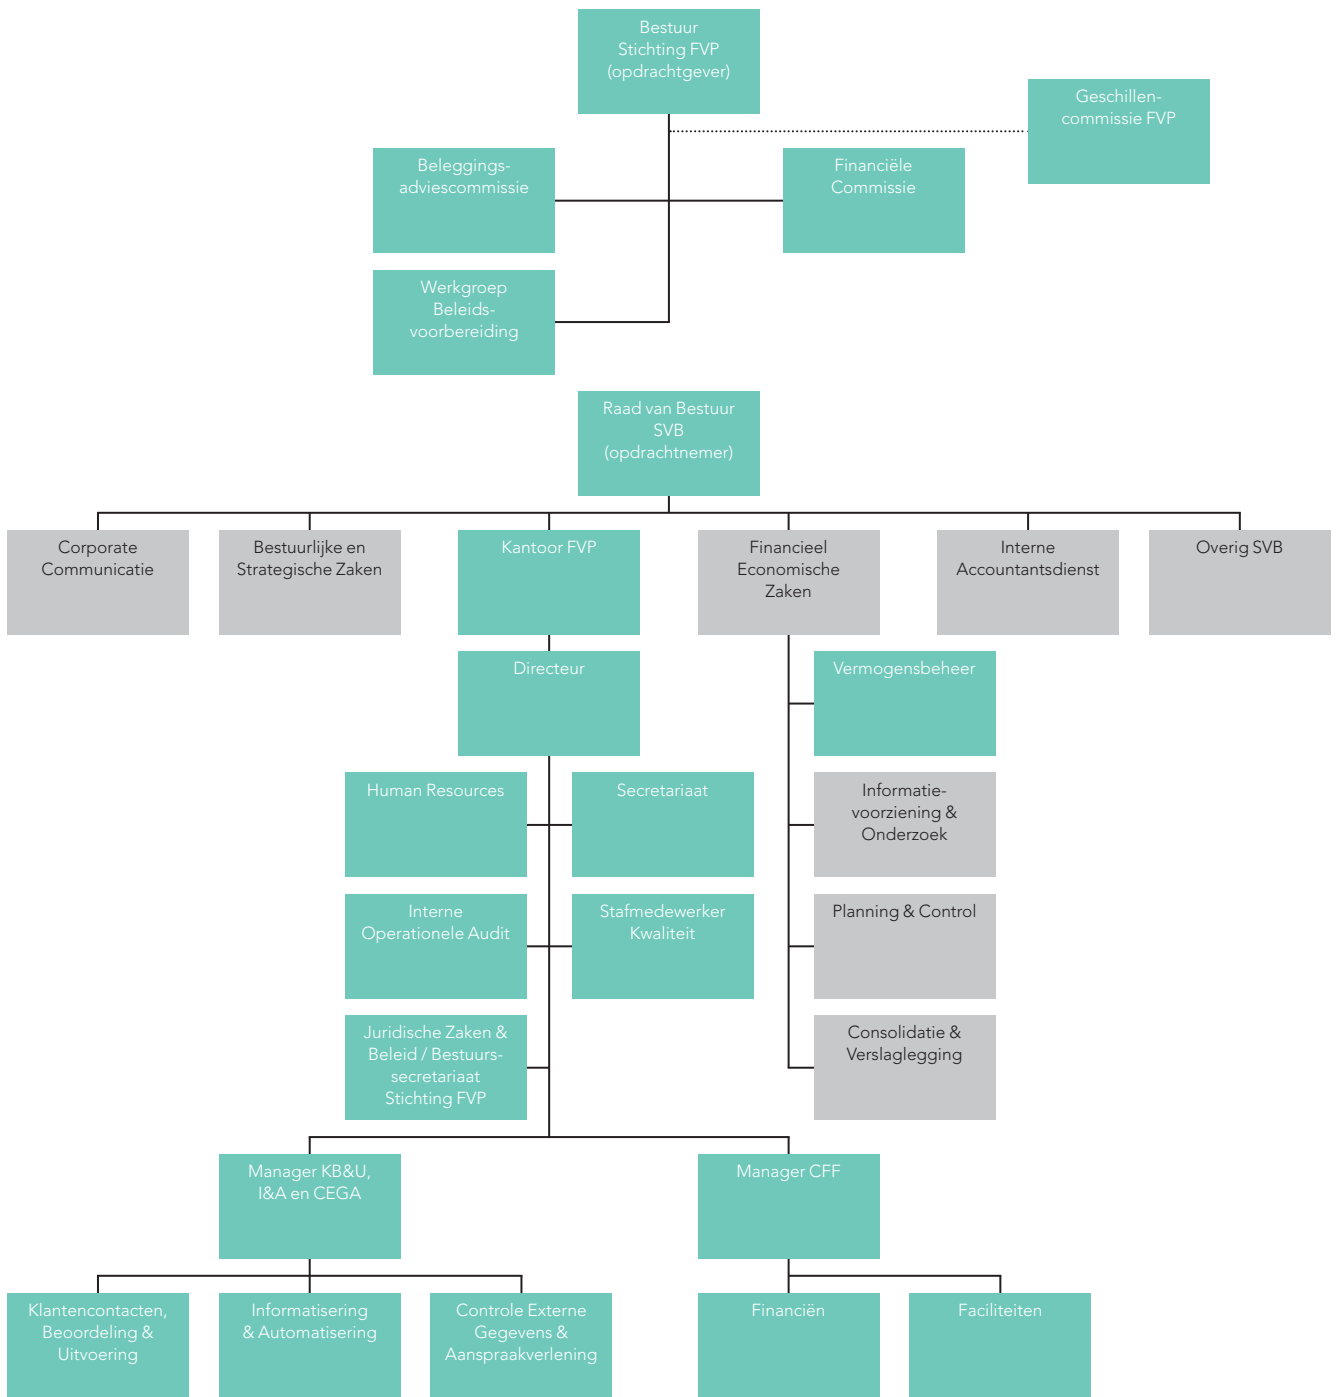 Bestuur
Stichting FVP
(opdrachtgever)
Geschillen-
commissie FVP
Beleggings-
adviescommissie
Financiële
Commissie
Werkgroep
Beleids-
voorbereiding
Raad van Bestuur
SVB
(opdrachtnemer)
Corporate
Communicatie
Bestuurlijke en
Strategische Zaken
Kantoor FVP
Financieel
Economische
Zaken
Interne
Accountantsdienst
Overig SVB
Directeur
Vermogensbeheer
Human Resources
Secretariaat
Informatie-
voorziening &
Onderzoek
Interne
Operationele Audit
Stafmedewerker
Kwaliteit
Planning & Control
Juridische Zaken &
Beleid / Bestuurs-
secretariaat
Stichting FVP
Consolidatie &
Verslaglegging
Manager KB&U,
I&A en CEGA
Manager CFF
Klantencontacten,
Beoordeling &
Uitvoering
Informatisering
& Automatisering
Controle Externe
Gegevens &
Aanspraakverlening
Financiën
Faciliteiten